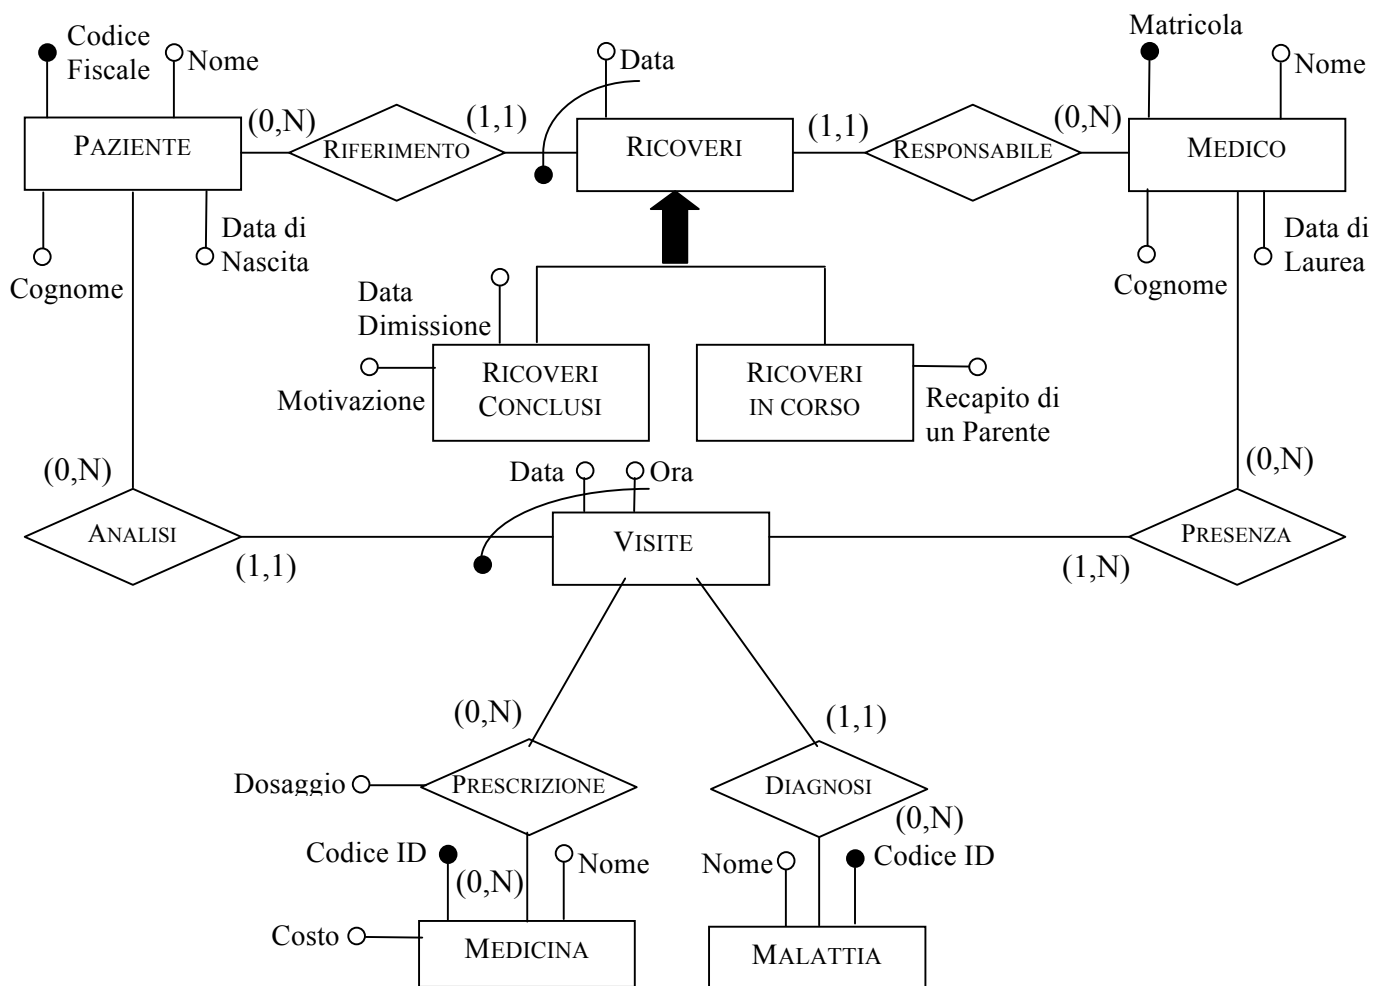 Codice
Fiscale
Nome
Data
Matricola
Nome
(0,N)
(1,1)
(1,1)
(0,N)
PAZIENTE
RIFERIMENTO
RICOVERI
RESPONSABILE
MEDICO
Cognome
Data di
Nascita
Cognome
Data di
Laurea
Data
Dimissione
Motivazione
RICOVERI
CONCLUSI
RICOVERI
IN CORSO
Recapito di
un Parente
(0,N)
Data
Ora
(0,N)
ANALISI
(1,1)
VISITE
(1,N)
PRESENZA
(0,N)
(1,1)
Dosaggio
PRESCRIZIONE
DIAGNOSI
(0,N)
Codice ID
(0,N)
Nome
Nome
Codice ID
Costo
MEDICINA
MALATTIA